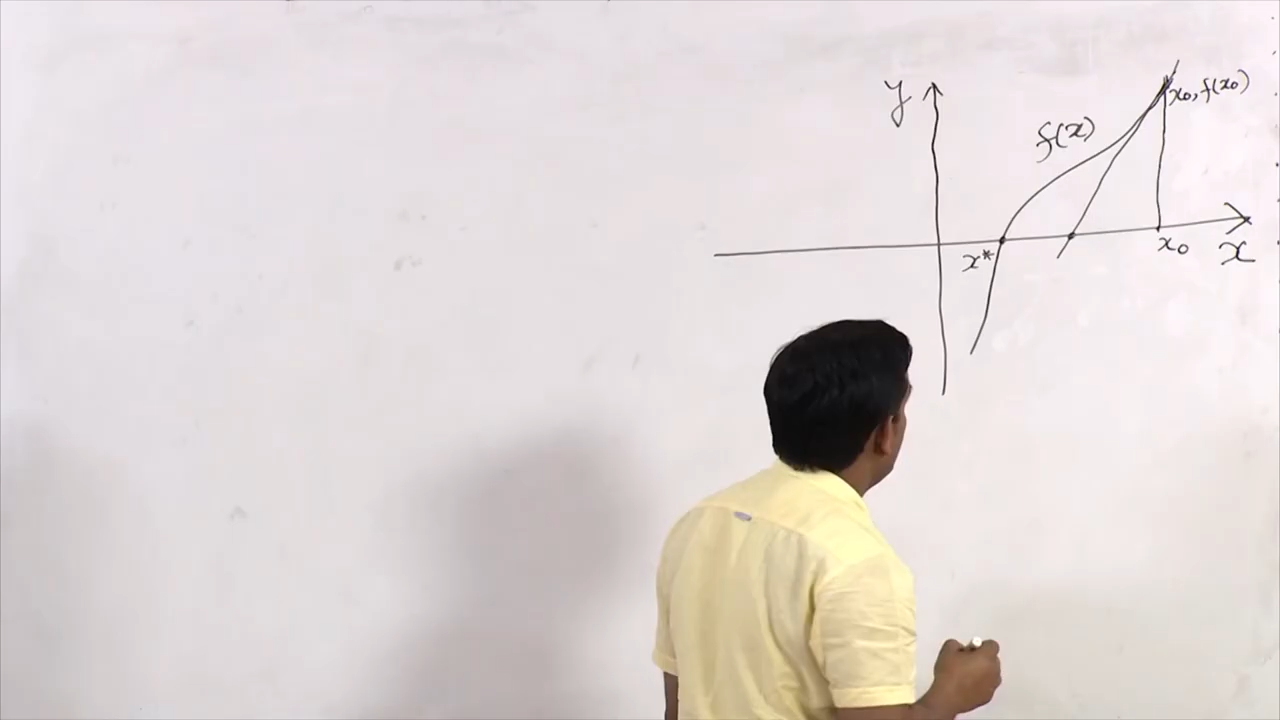 y
x₀, f(x₀)
f(x)
x*
x₀
x